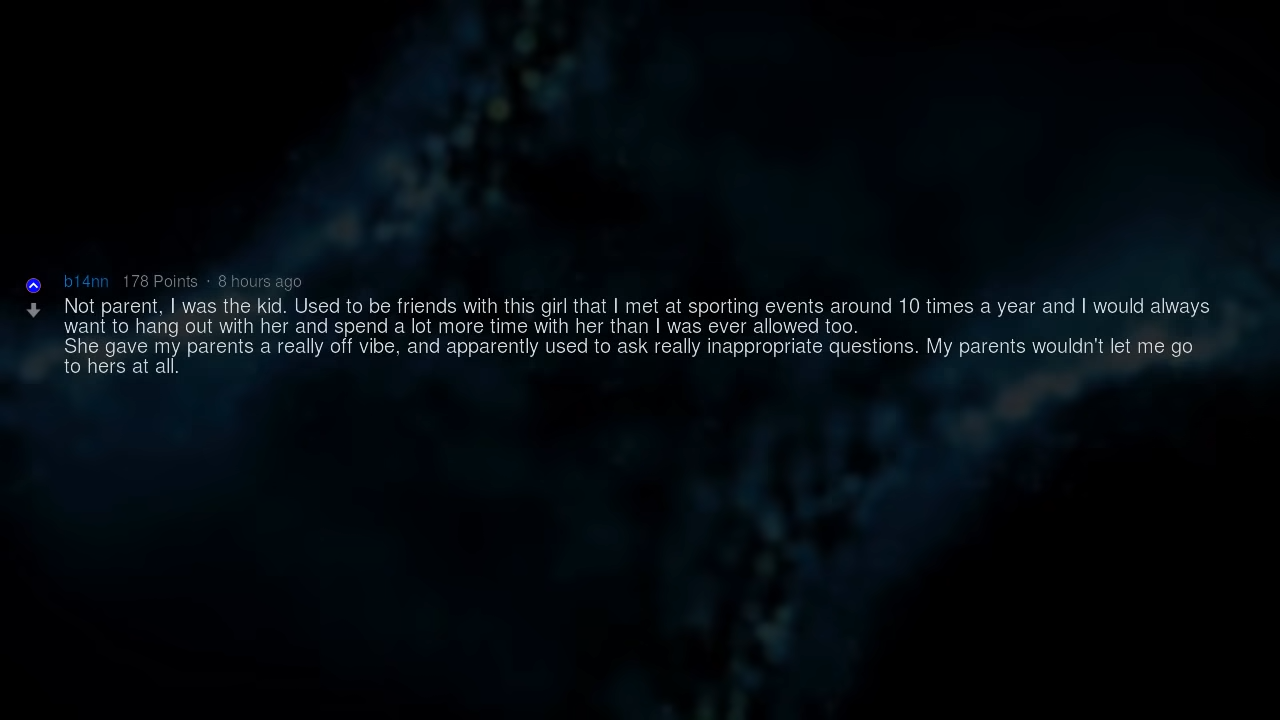 b14nn 178 Points · 8 hours ago
Not parent, I was the kid. Used to be friends with this girl that I met at sporting events around 10 times a year and I would always
want to hang out with her and spend a lot more time with her than I was ever allowed too.
She gave my parents a really off vibe, and apparently used to ask really inappropriate questions. My parents wouldn't let me go
to hers at all.